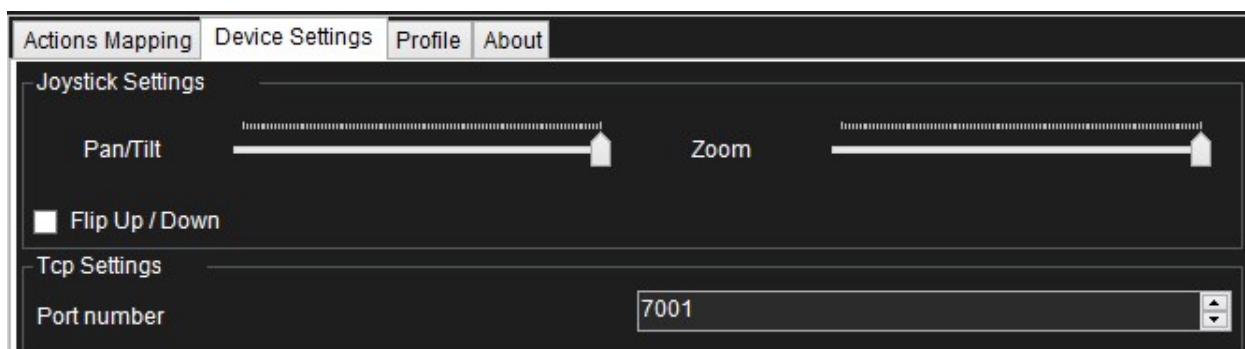 Actions Mapping Device Settings Profile About
Joystick Settings
Pan/Tilt Zoom
Flip Up / Down
Tcp Settings
Port number 7001